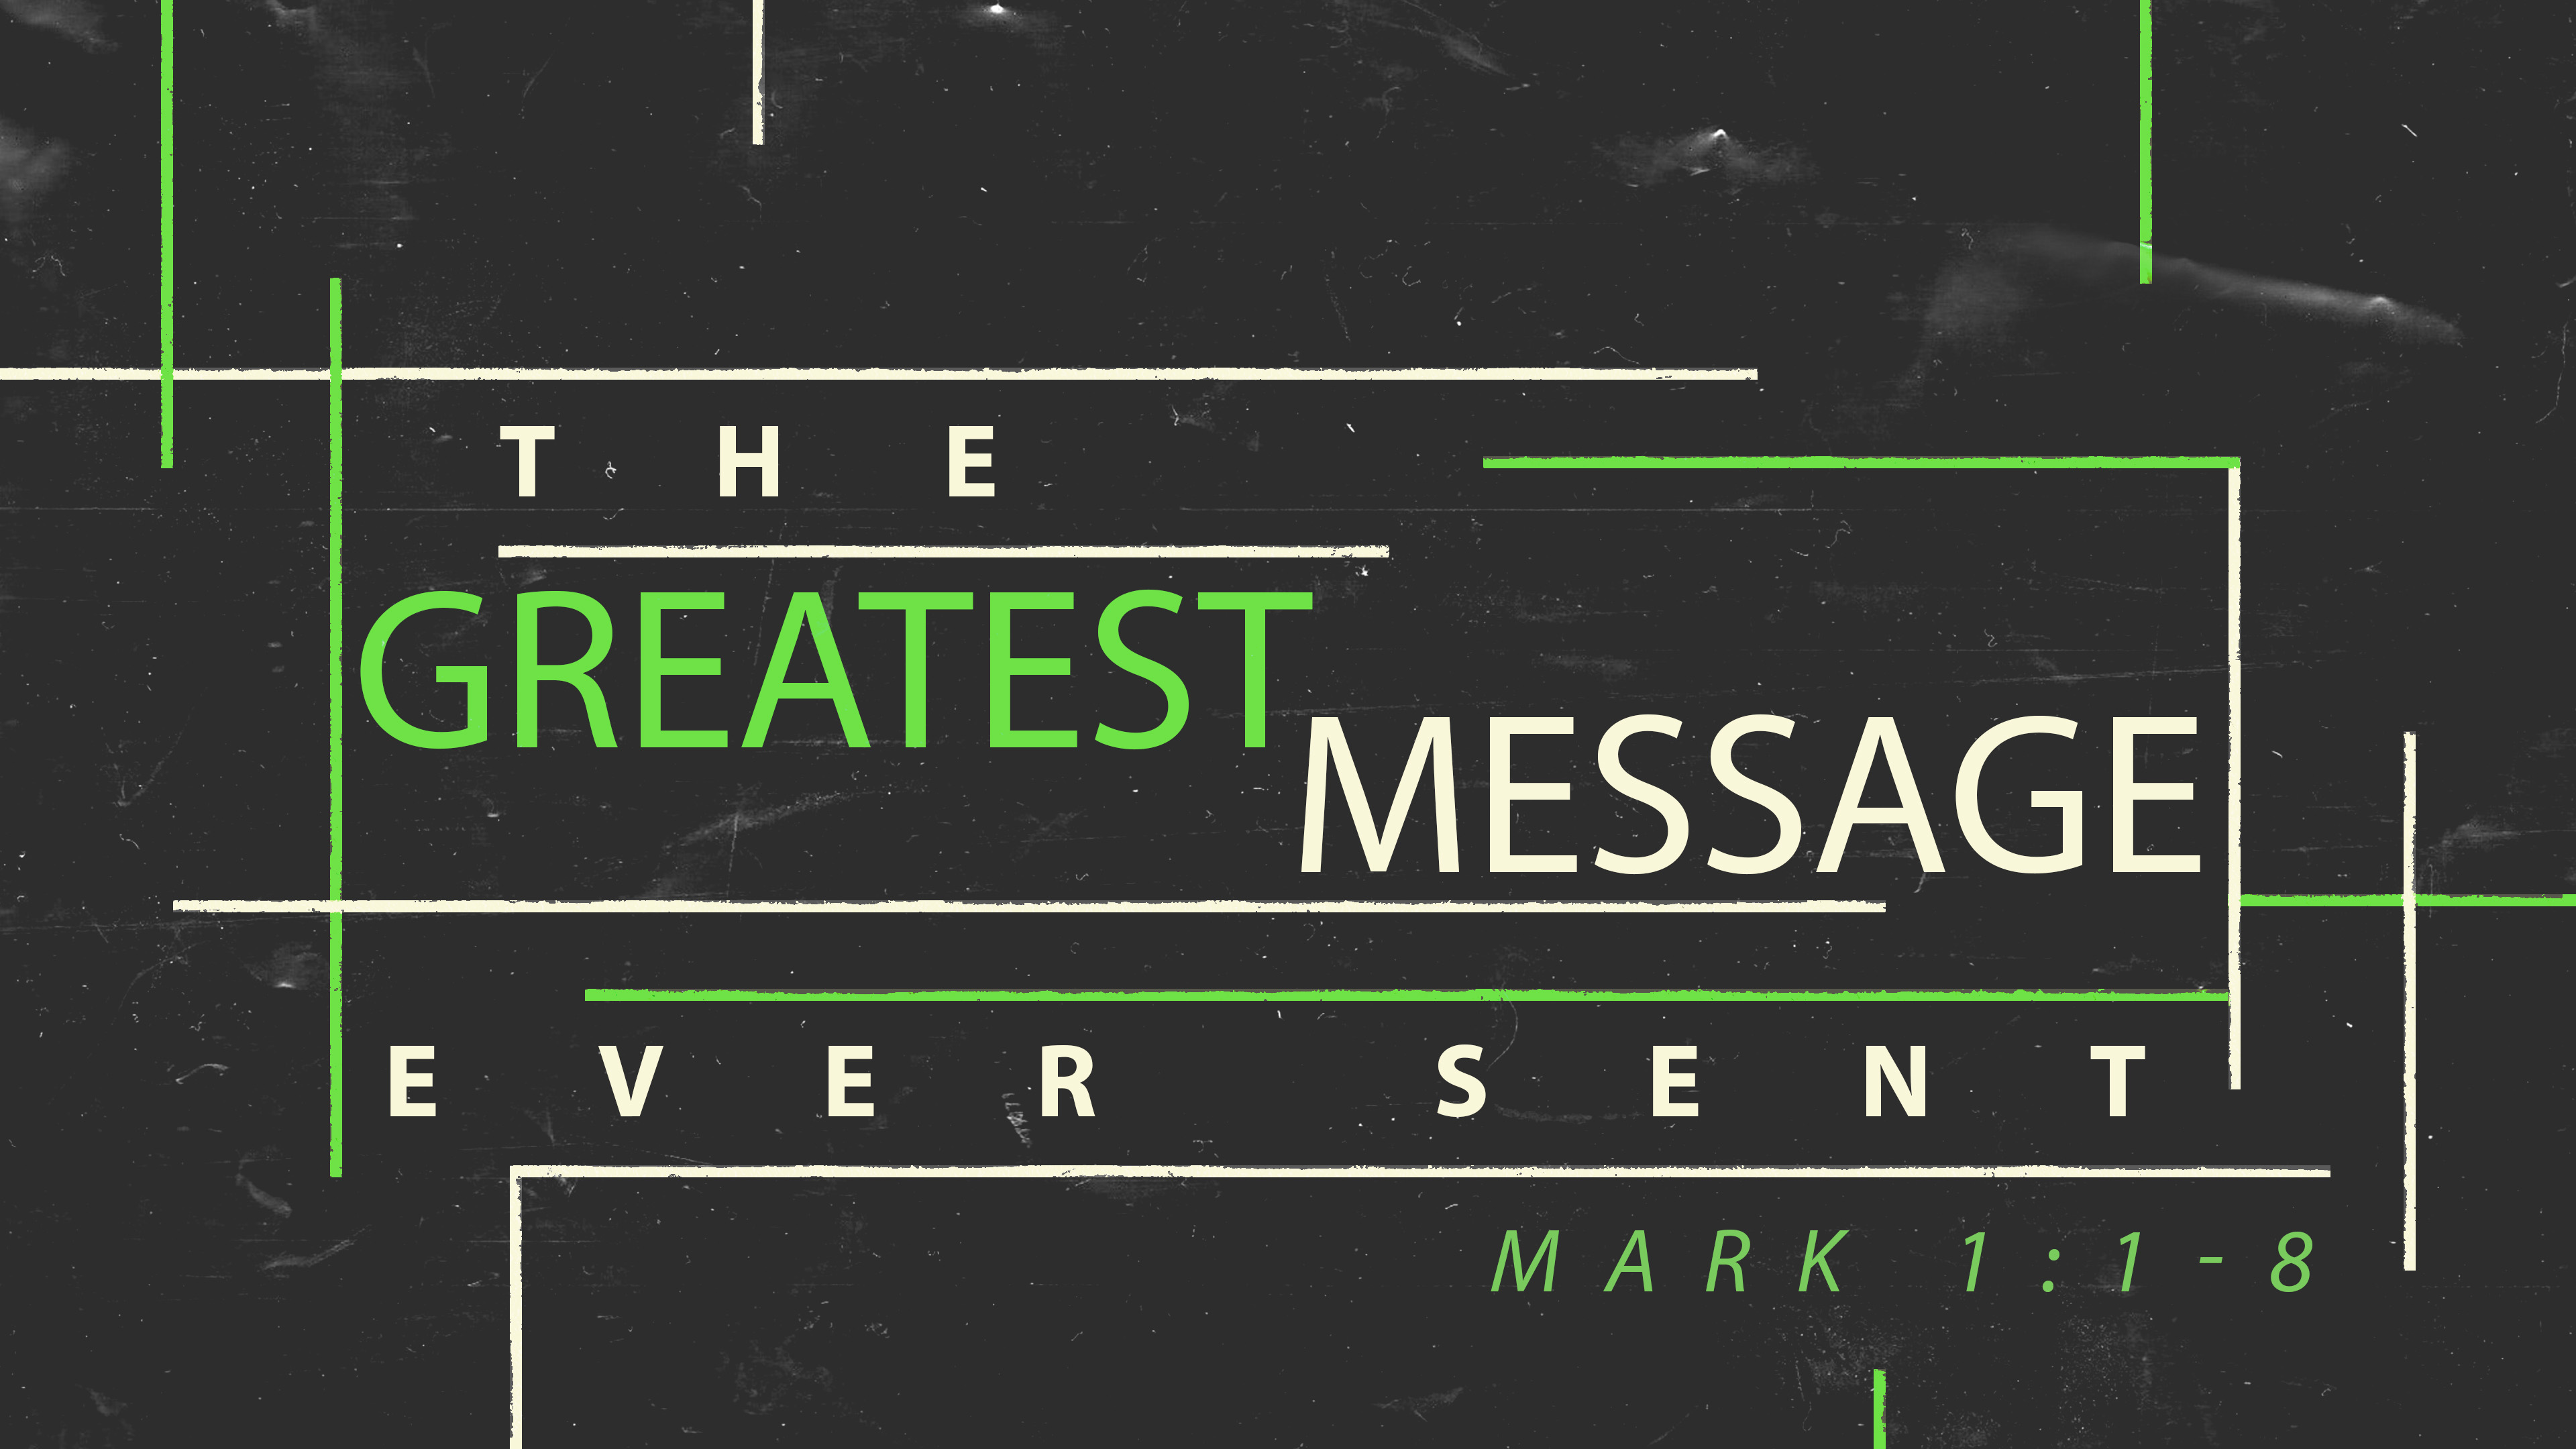 THE
GREATEST
MESSAGE
EVER SENT
MARK 1:1-8